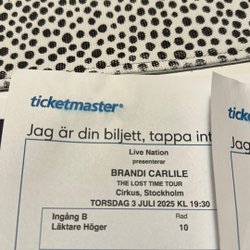 ticketmaster®
Jag är din biljett, tappa int
Live Nation
presenterar
BRANDI CARLILE
THE LOST TIME TOUR
Cirkus, Stockholm
TORSDAG 3 JULI 2025 KL 19:30
Ingång B Rad
Läktare Höger 10